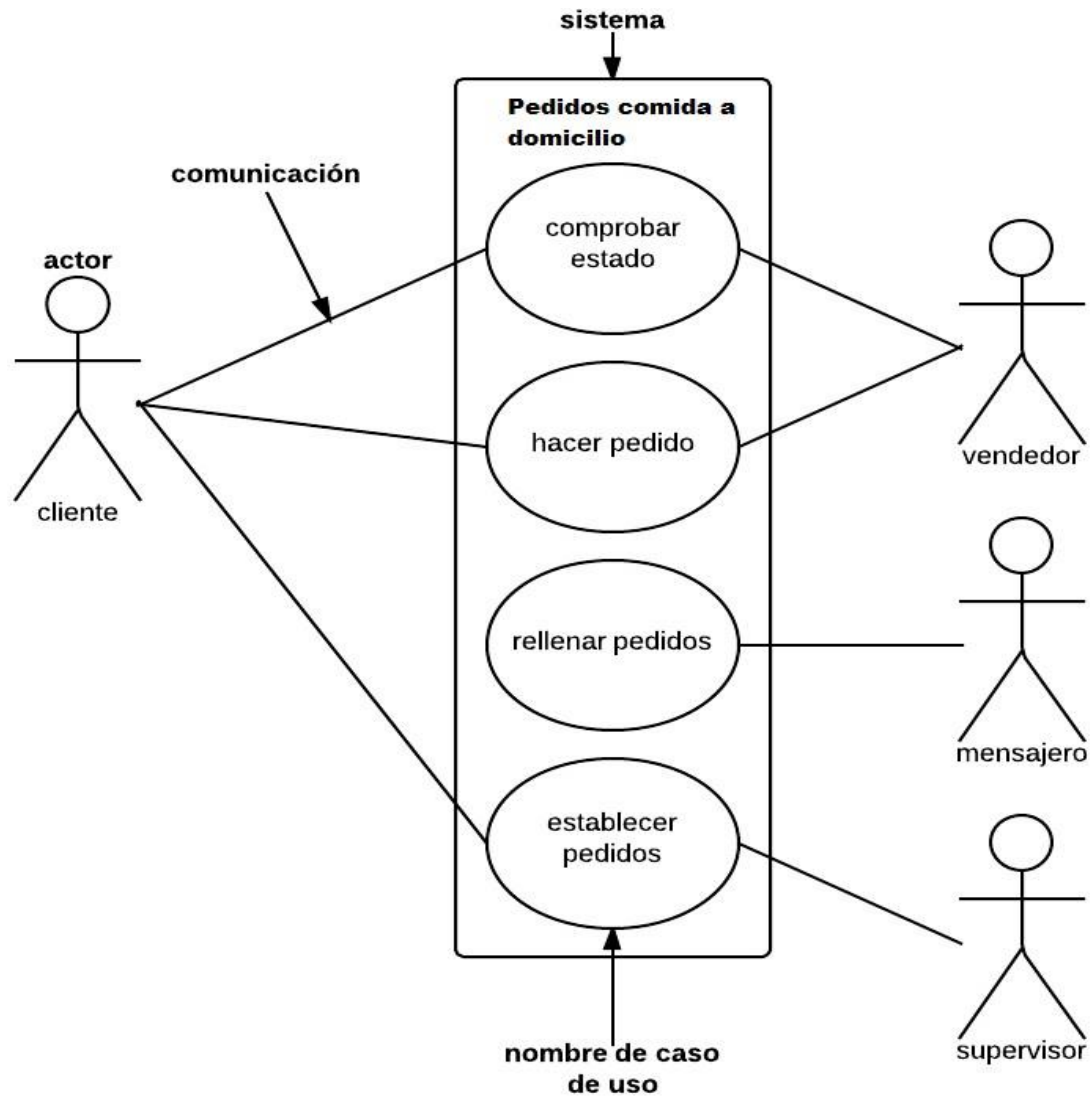 sistema
Pedidos comida a
domicilio
comunicación
comprobar
estado
actor
hacer pedido
vendedor
cliente
rellenar pedidos
mensajero
establecer
pedidos
nombre de caso
de uso
supervisor